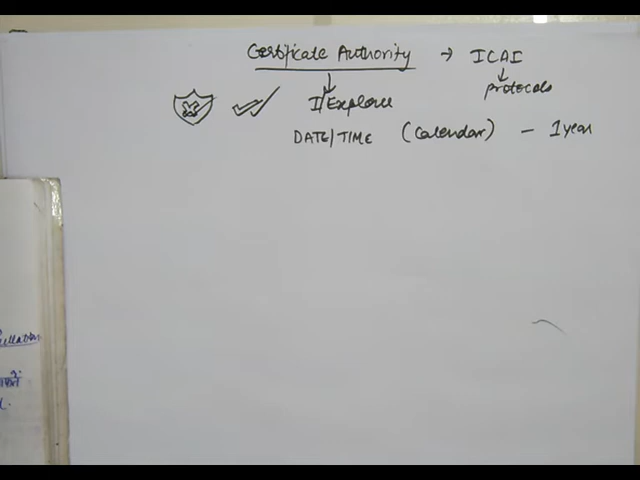 Certificate Authority → ICAI
↓ ↓
protocols
I/Explorer
DATE/TIME (Calendar) – 1 year